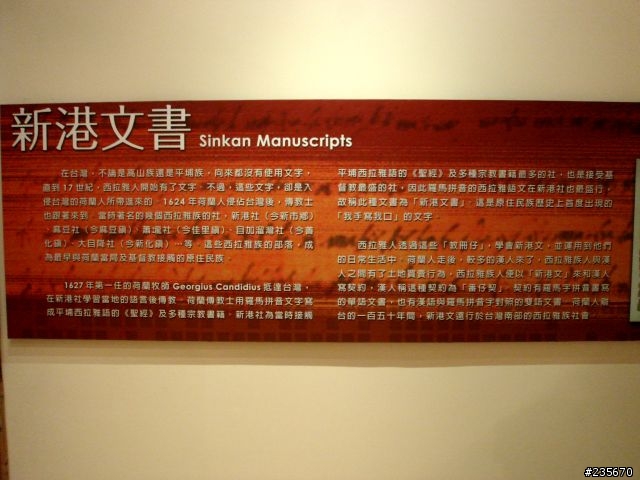 新港文書 Sinkan Manuscripts
在台灣，不論是高山族還是平埔族，向來都沒有使用文字，
直到17世紀，西拉雅人開始有了文字。不過，這些文字，卻是入
侵台灣的荷蘭人所帶進來的。1624年荷蘭人侵佔台灣後，傳教士
也跟著來到。當時著名的幾個西拉雅族的社，新港社（今新市鄉）
、麻豆社（今麻豆鎮）、蕭壠社（今佳里鎮）、目加溜灣社（今善
化鎮）、大目降社（今新化鎮）…等，這些西拉雅族的部落，成
為最早與荷蘭當局及基督教接觸的原住民族。
1627年第一任的荷蘭牧師Georgius Candidius抵達台灣，
在新港社學習當地的語言後傳教。荷蘭傳教士用羅馬拼音文字寫
成平埔西拉雅的《聖經》及多種宗教書籍。新港社為當時接觸
平埔西拉雅語的《聖經》及多種宗教書籍最多的社，也是接受基
督教最盛的社，因此羅馬拼音的西拉雅語文在新港社也最盛行，
故稱此種文書為「新港文書」。這是原住民族歷史上首度出現的
「我手寫我口」的文字。
西拉雅人透過這些「教冊仔」，學會新港文，並運用到他們
的日常生活中。荷蘭人走後，較多的漢人來了，西拉雅族人與漢
人之間有了土地買賣行為，西拉雅族人便以「新港文」來和漢人
寫契約，漢人稱這種契約為「番仔契」。契約有羅馬字拼音書寫
的單語文書，也有漢語與羅馬拼音字對照的雙語文書。荷蘭人離
台的一百五十年間，新港文還行於台灣南部的西拉雅族社會。
#235670